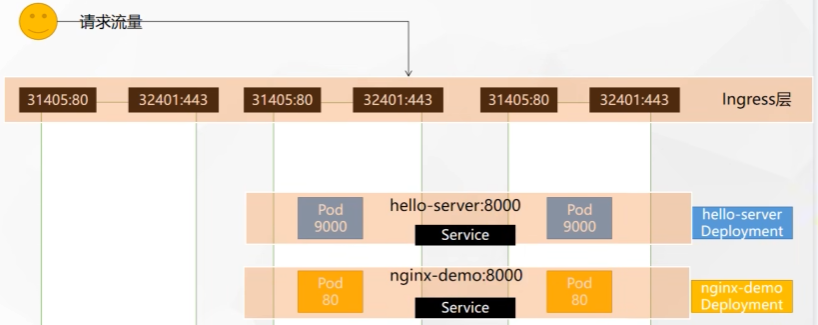 请求流量
31405:80
32401:443
31405:80
32401:443
31405:80
32401:443
Ingress层
Pod
9000
hello-server:8000
Service
Pod
9000
hello-server
Deployment
Pod
80
nginx-demo:8000
Service
Pod
80
nginx-demo
Deployment